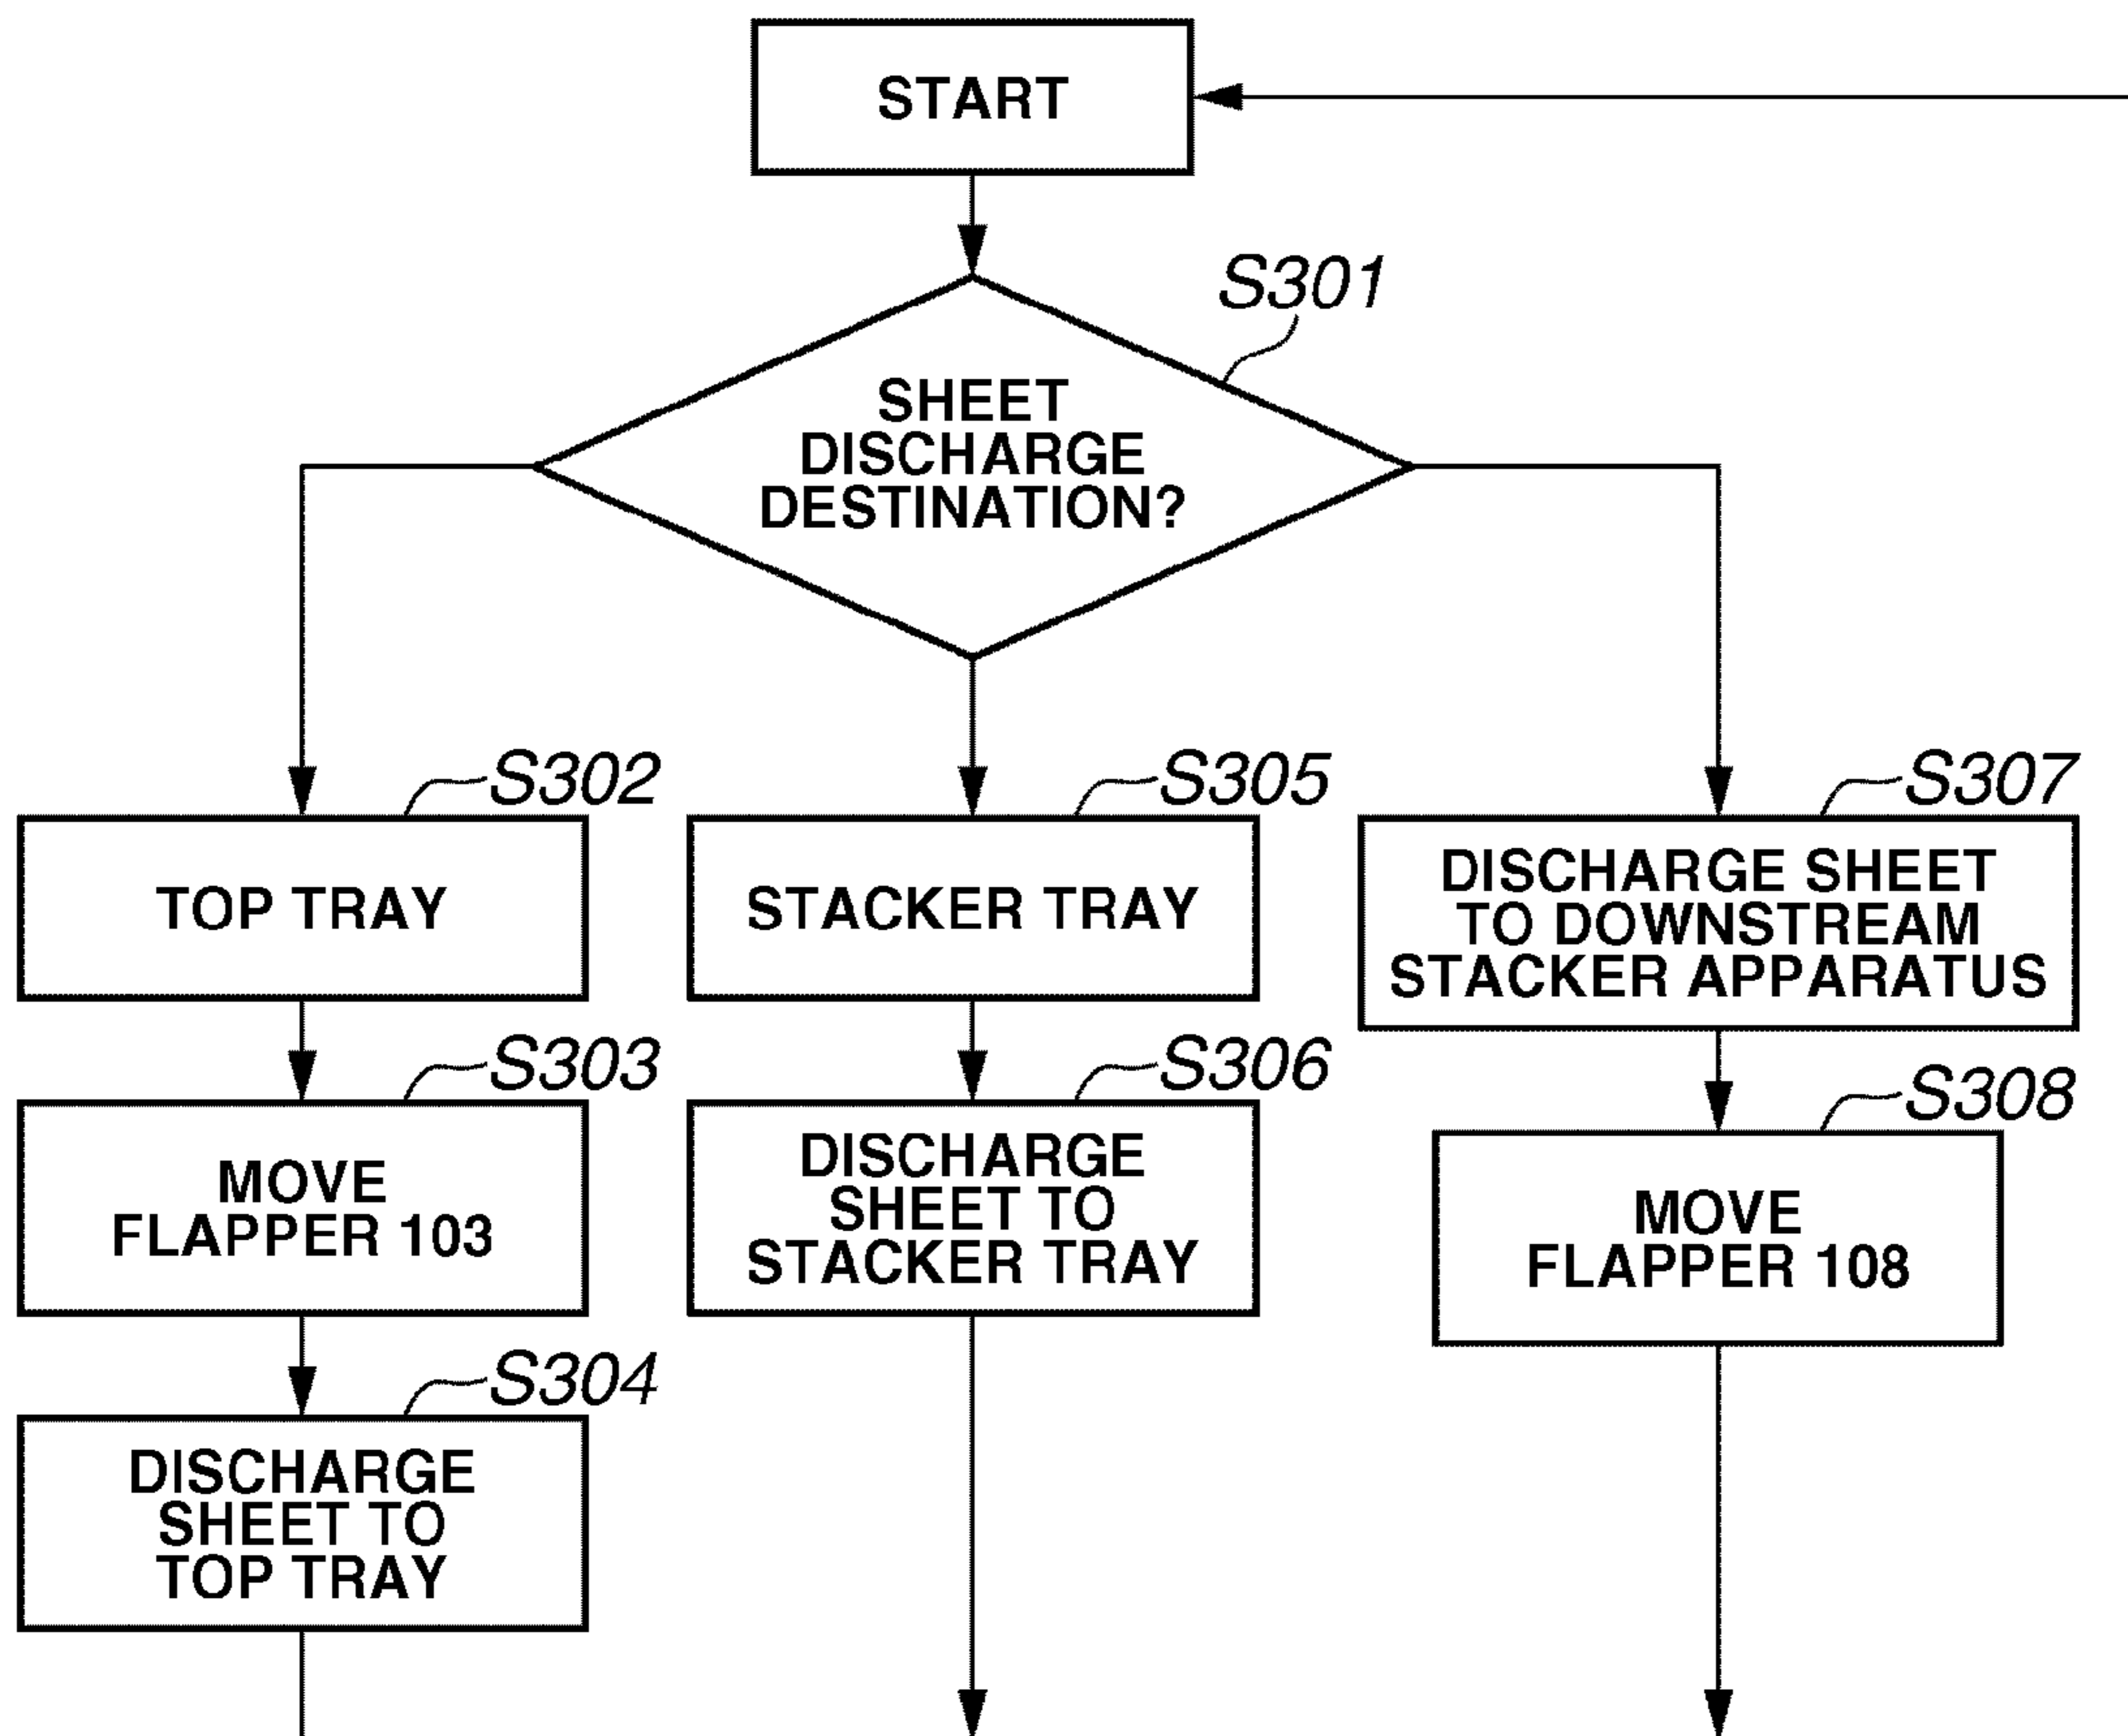 START
S301
SHEET
DISCHARGE
DESTINATION?
S302
TOP TRAY
S303
MOVE
FLAPPER 103
S304
DISCHARGE
SHEET TO
TOP TRAY
S305
STACKER TRAY
S306
DISCHARGE
SHEET TO
STACKER TRAY
S307
DISCHARGE SHEET
TO DOWNSTREAM
STACKER APPARATUS
S308
MOVE
FLAPPER 108